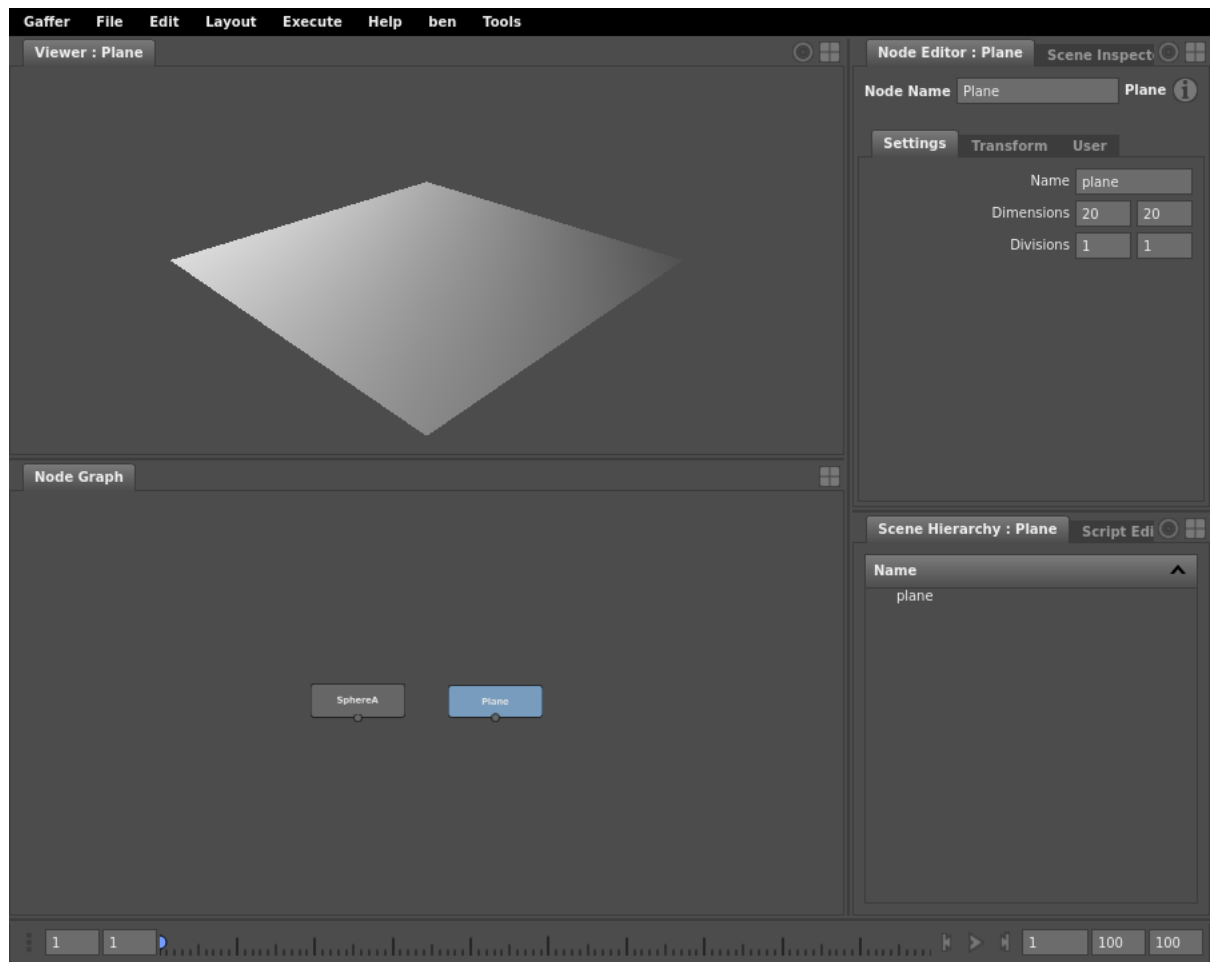 Gaffer File Edit Layout Execute Help ben Tools
Viewer : Plane
Node Editor : Plane Scene Inspect
Node Name Plane Plane
Settings Transform User
Name plane
Dimensions 20 20
Divisions 1 1
Node Graph
SphereA Plane
Scene Hierarchy : Plane Script Edi
Name
plane
1 1 1 100 100